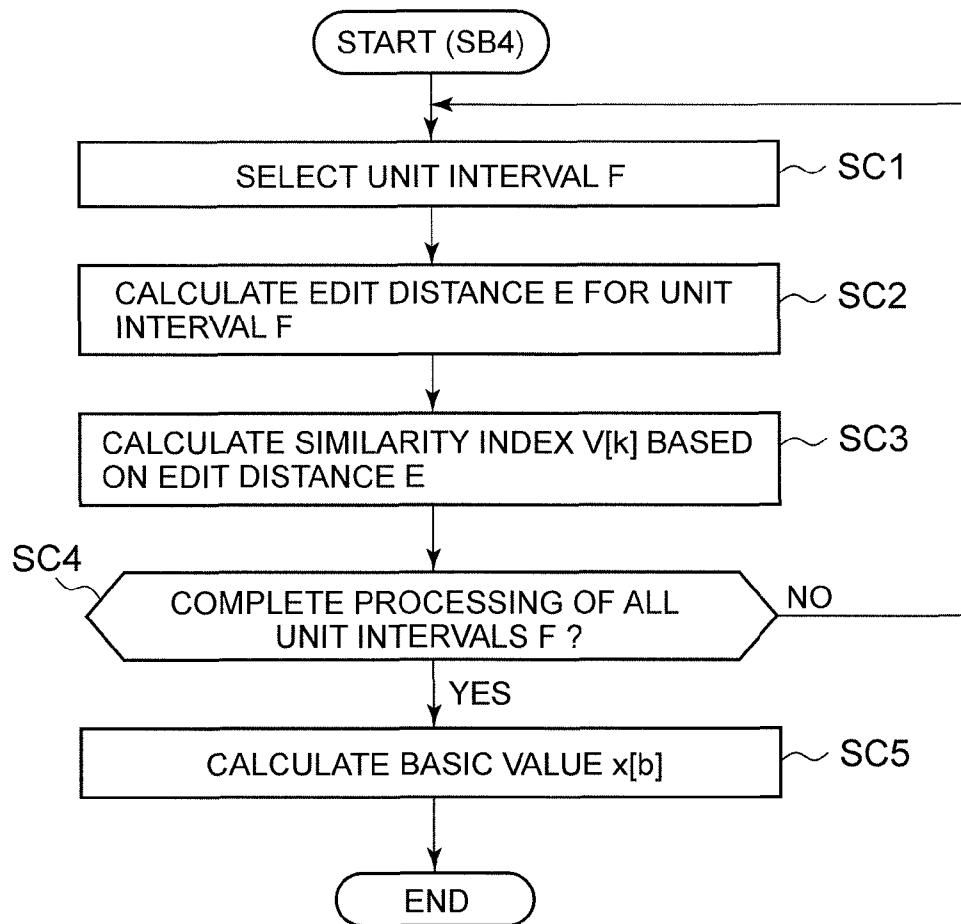 START (SB4)
SELECT UNIT INTERVAL F
SC1
CALCULATE EDIT DISTANCE E FOR UNIT
INTERVAL F
SC2
CALCULATE SIMILARITY INDEX V[k] BASED
ON EDIT DISTANCE E
SC3
SC4
COMPLETE PROCESSING OF ALL
UNIT INTERVALS F ?
NO
YES
CALCULATE BASIC VALUE x[b]
SC5
END